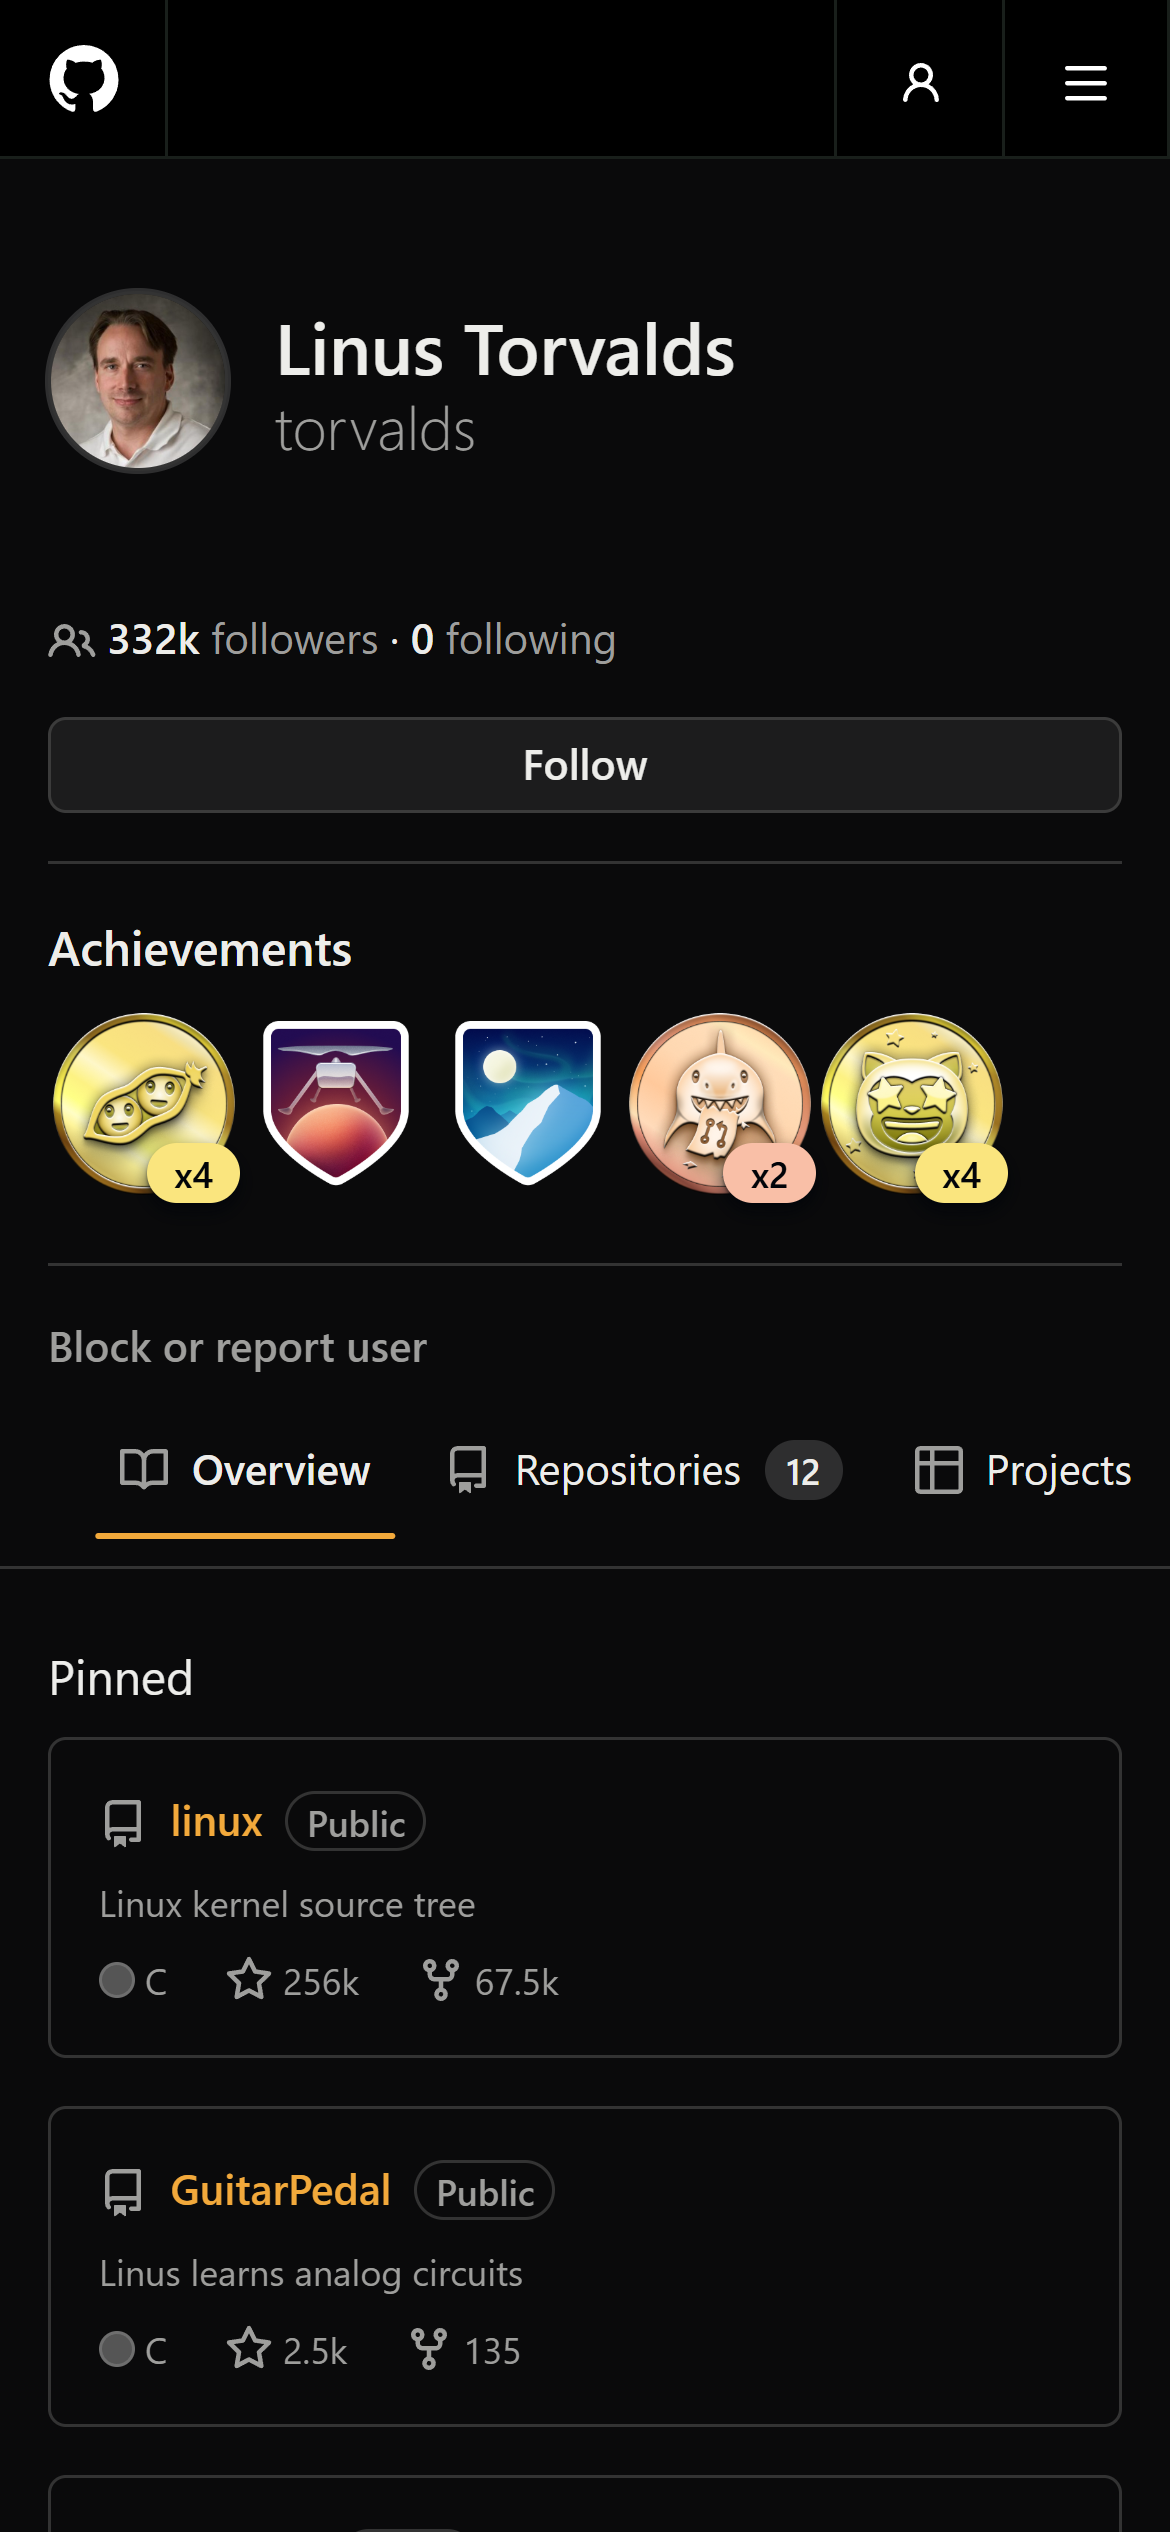 Linus Torvalds
torvalds
332k followers · 0 following
Follow
Achievements
x4 x2 x4
Block or report user
Overview Repositories 12 Projects
Pinned
linux Public
Linux kernel source tree
C 256k 67.5k
GuitarPedal Public
Linus learns analog circuits
C 2.5k 135